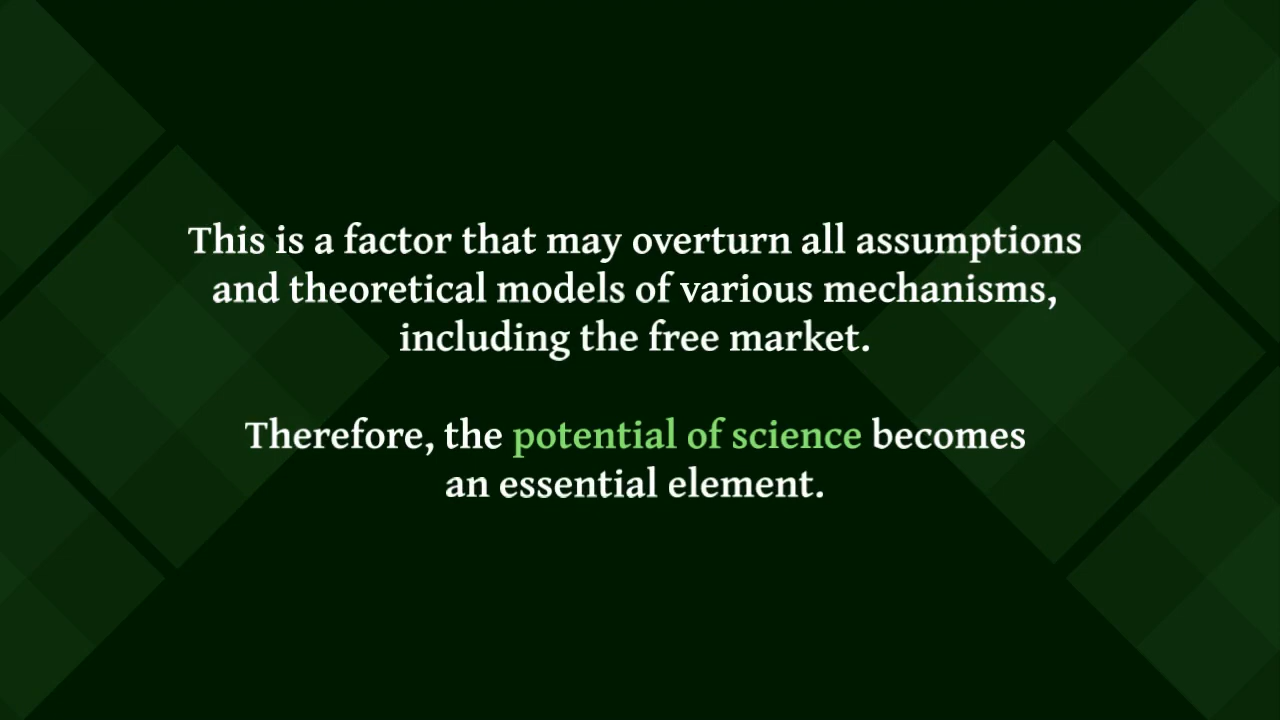 This is a factor that may overturn all assumptions
and theoretical models of various mechanisms,
including the free market.
Therefore, the potential of science becomes
an essential element.